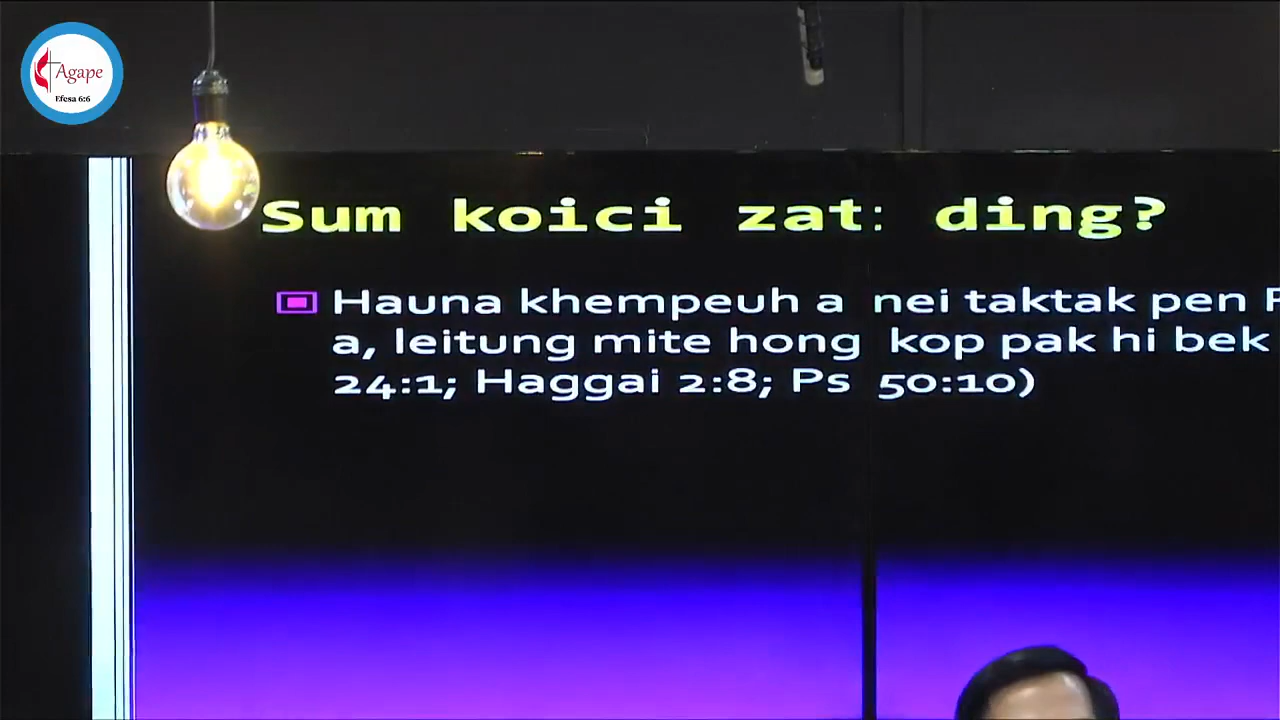 Agape
Efesa 6:6
Sum koici zat: ding?
Hauna khempeuh a nei taktak pen
a, leitung mite hong kop pak hi bek
24:1; Haggai 2:8; Ps 50:10)